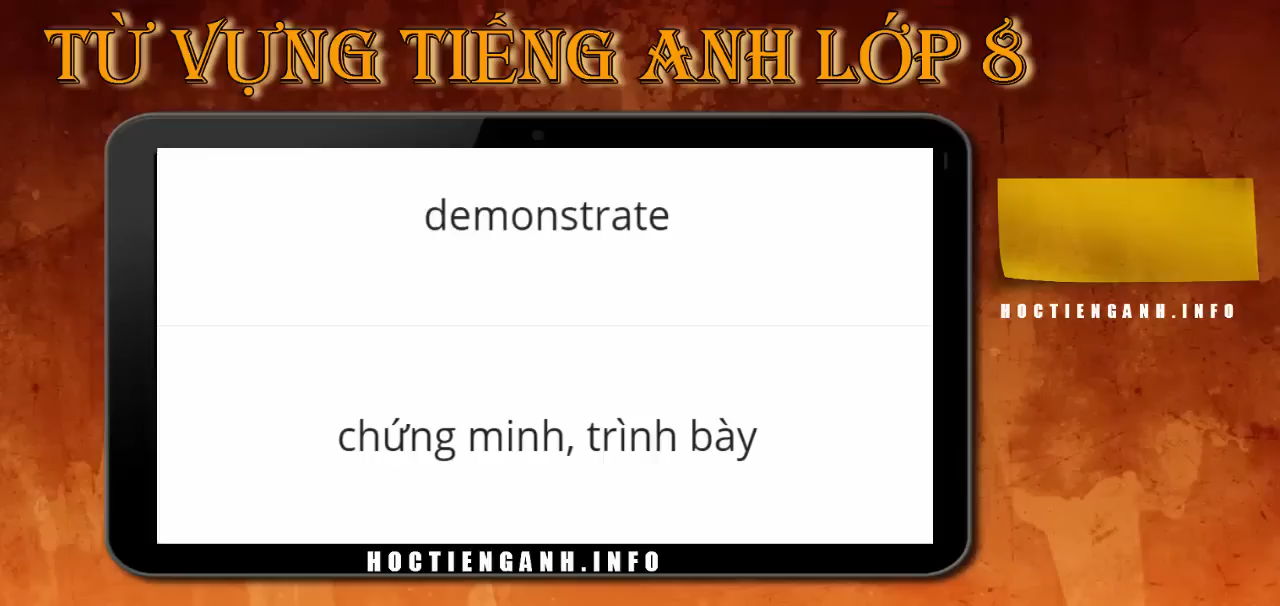 TỪ VỰNG TIẾNG ANH LỚP 8
demonstrate
HOCTIENGANH.INFO
chứng minh, trình bày
HOCTIENGANH.INFO